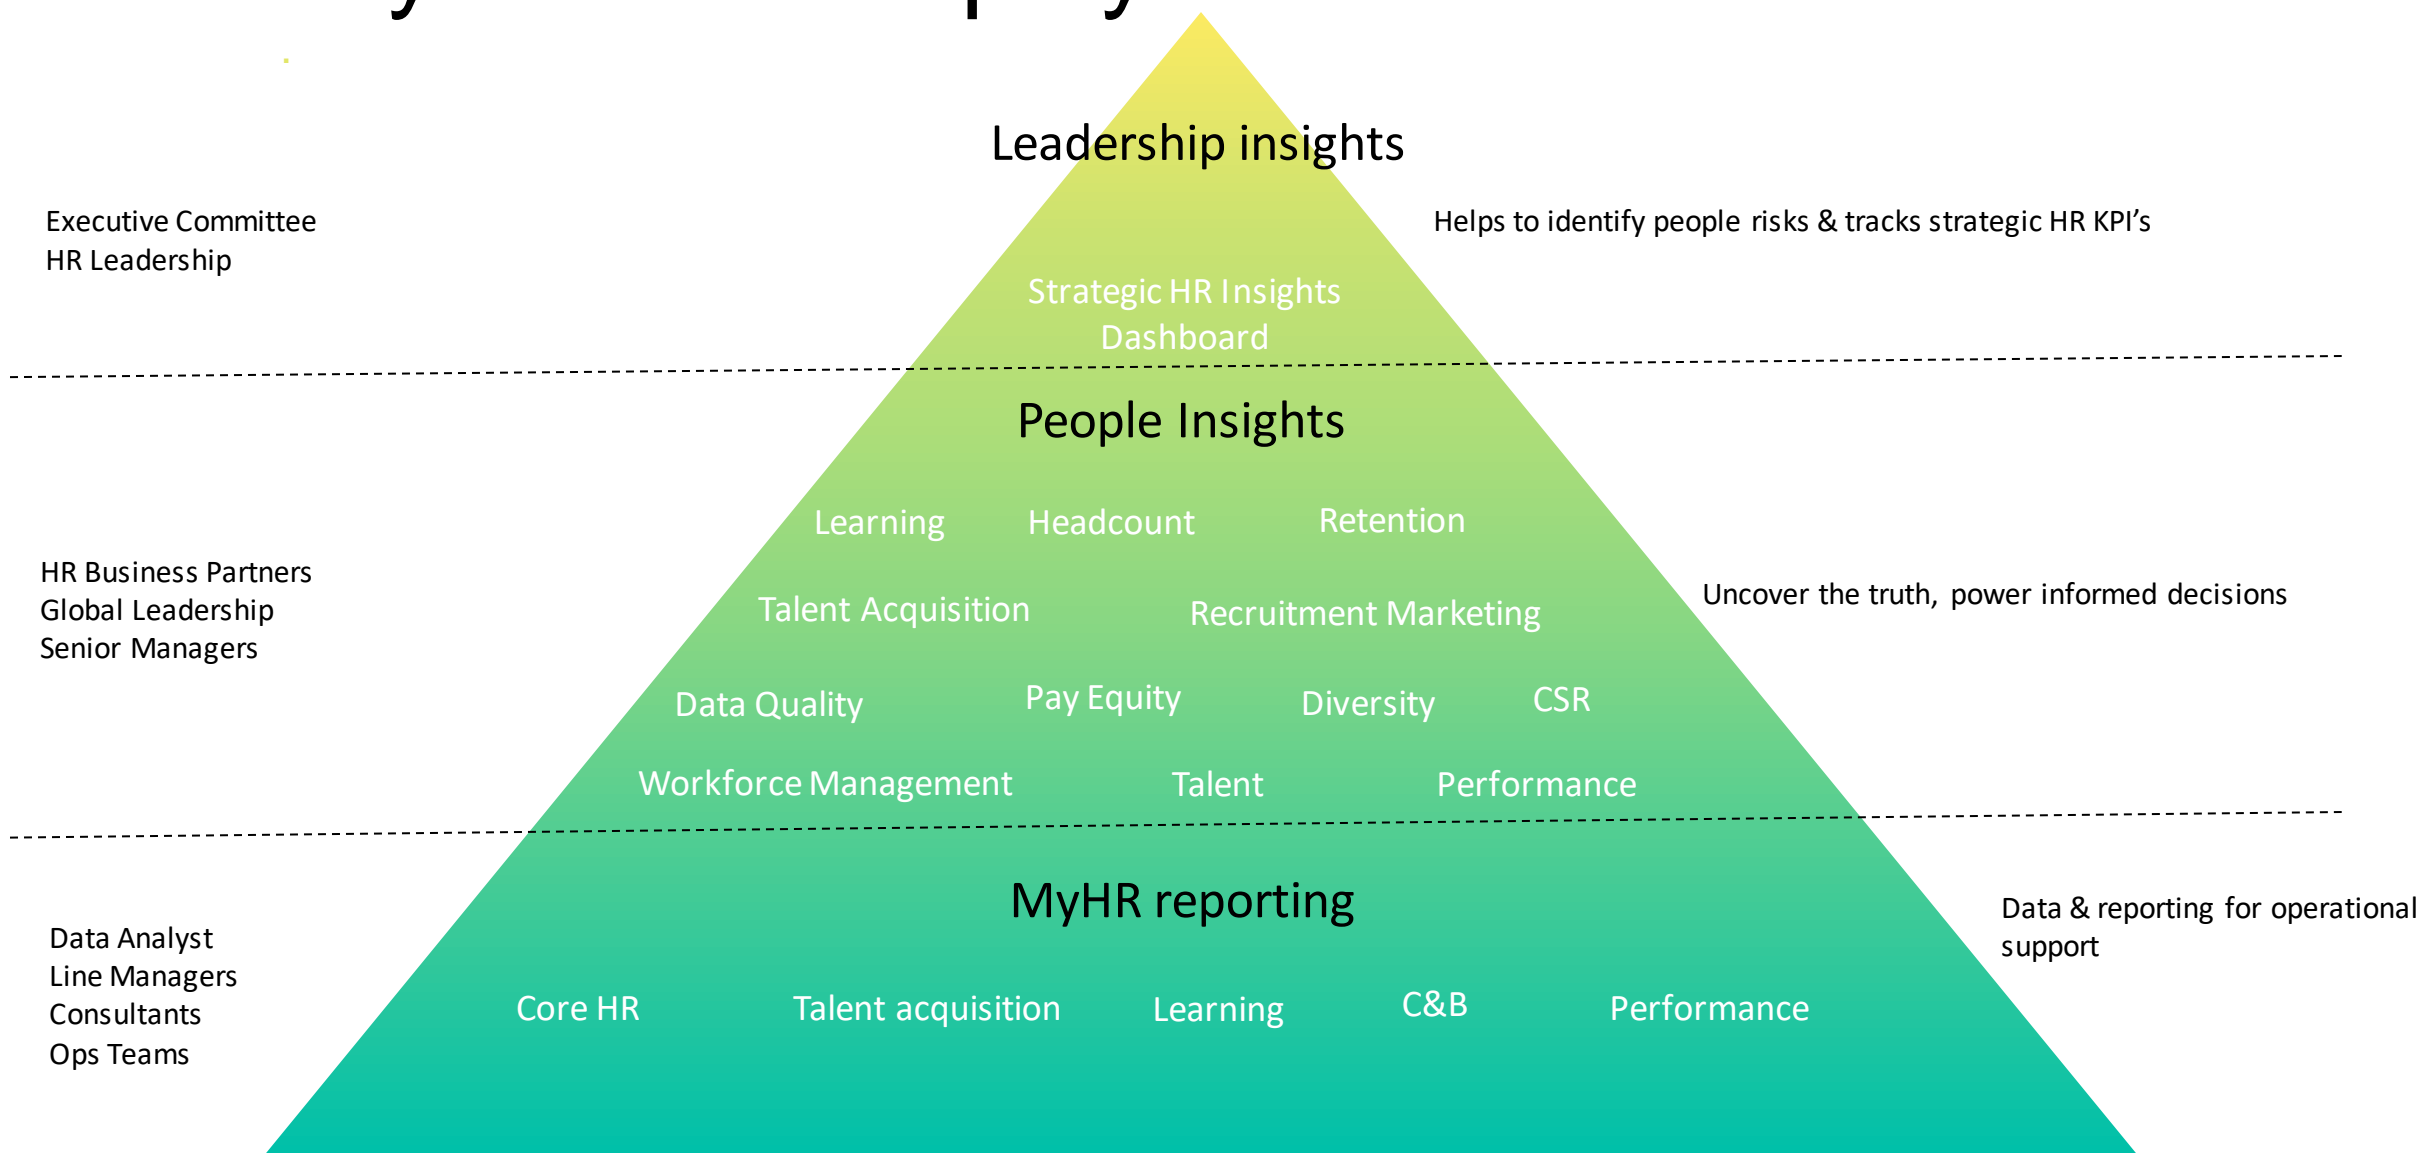 Leadership insights
Executive Committee
HR Leadership
Helps to identify people risks & tracks strategic HR KPI’s
Strategic HR Insights
Dashboard
People Insights
Learning Headcount Retention
HR Business Partners
Global Leadership
Senior Managers
Talent Acquisition Recruitment Marketing
Uncover the truth, power informed decisions
Data Quality Pay Equity Diversity CSR
Workforce Management Talent Performance
MyHR reporting
Data Analyst
Line Managers
Consultants
Ops Teams
Data & reporting for operational
support
Core HR Talent acquisition Learning C&B Performance